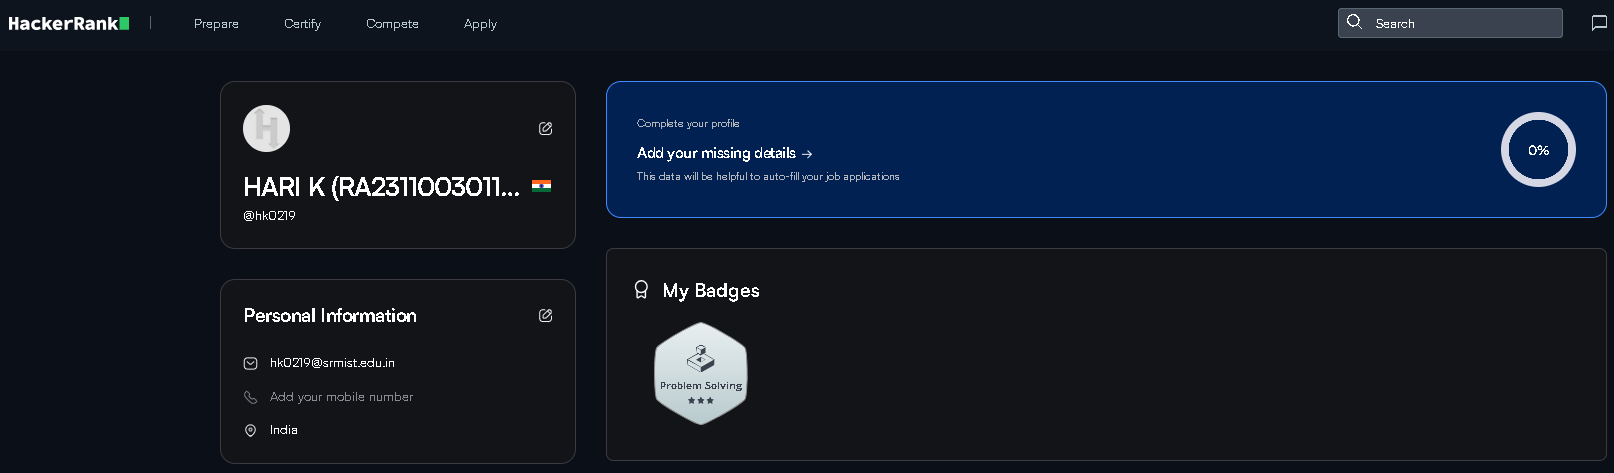 HackerRank
Prepare
Certify
Compete
Apply
Search
HARI K (RA2311003011...
@hk0219
Complete your profile
Add your missing details →
This data will be helpful to auto-fill your job applications
0%
Personal Information
hk0219@srmist.edu.in
Add your mobile number
India
My Badges
Problem Solving